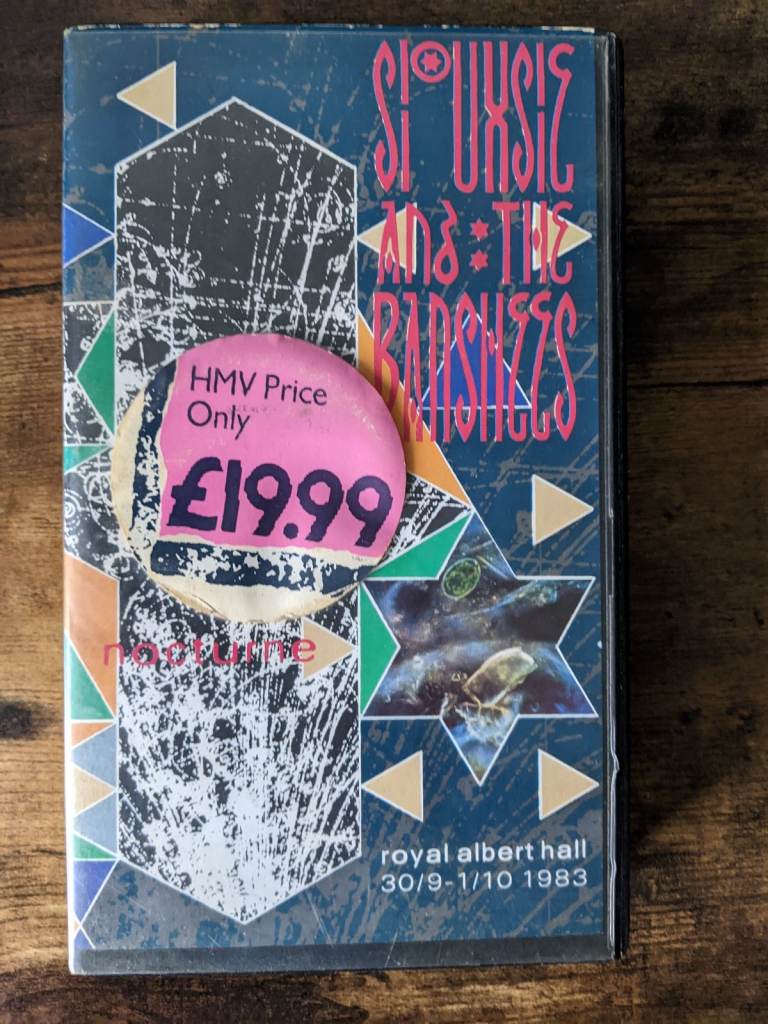 SIOUXSIE
AND : THE
BANSHEES
HMV Price
Only
£19.99
nocturne
royal albert hall
30/9-1/10 1983